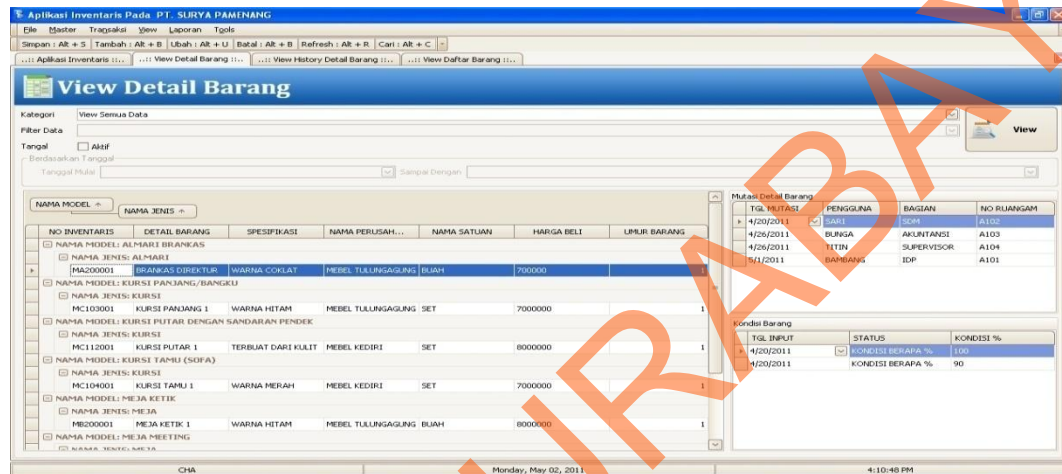 Aplikasi Inventaris Pada PT. SURYA PAMENANG
File Master Transaksi View Laporan Tools
Simpan : Alt + S Tambah : Alt + B Ubah : Alt + U Batal : Alt + B Refresh : Alt + R Cari : Alt + C
..:: Aplikasi Inventaris ::.. ..:: View Detail Barang ::.. ..:: View History Detail Barang ::.. ..:: View Daftar Barang ::..
View Detail Barang
Kategori View Semua Data
Filter Data
View
Tangal Aktif
Berdasarkan Tanggal
Tanggal Mulai Sampai Dengan
NAMA MODEL
NAMA JENIS
NO INVENTARIS DETAIL BARANG SPESIFIKASI NAMA PERUSAH... NAMA SATUAN HARGA BELI UMUR BARANG
NAMA MODEL: ALMARI BRANKAS
NAMA JENIS: ALMARI
MA200001 BRANKAS DIREKTUR WARNA COKLAT MEBEL TULUNGAGUNG BUAH 700000 1
NAMA MODEL: KURSI PANJANG/BANGKU
NAMA JENIS: KURSI
MC103001 KURSI PANJANG 1 WARNA HITAM MEBEL TULUNGAGUNG SET 7000000 1
NAMA MODEL: KURSI PUTAR DENGAN SANDARAN PENDEK
NAMA JENIS: KURSI
MC112001 KURSI PUTAR 1 TERBUAT DARI KULIT MEBEL KEDIRI SET 8000000 1
NAMA MODEL: KURSI TAMU (SOFA)
NAMA JENIS: KURSI
MC104001 KURSI TAMU 1 WARNA MERAH MEBEL KEDIRI SET 7000000 1
NAMA MODEL: MEJA KETIK
NAMA JENIS: MEJA
MB200001 MEJA KETIK 1 WARNA HITAM MEBEL TULUNGAGUNG BUAH 8000000 1
NAMA MODEL: MEJA MEETING
NAMA JENIS: MEJA
Mutasi Detail Barang
TGL MUTASI PENGGUNA BAGIAN NO RUANGAM
4/20/2011 SARI SDM A102
4/26/2011 BUNGA AKUNTANSI A103
4/26/2011 TITIN SUPERVISOR A104
5/1/2011 BAMBANG IDP A101
Kondisi Barang
TGL INPUT STATUS KONDISI %
4/20/2011 KONDISI BERAPA % 100
4/20/2011 KONDISI BERAPA % 90
CHA Monday, May 02, 2011 4:10:48 PM
URABAY